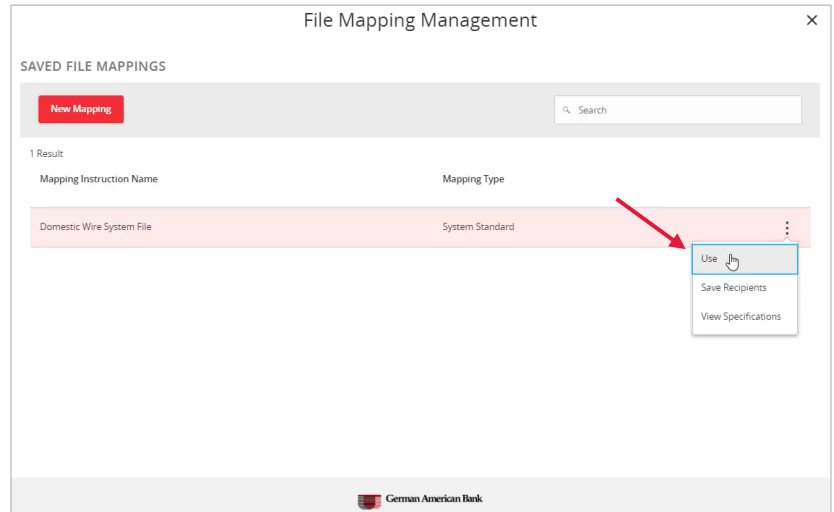 File Mapping Management
SAVED FILE MAPPINGS
New Mapping
Search
1 Result
Mapping Instruction Name Mapping Type
Domestic Wire System File System Standard
Use
Save Recipients
View Specifications
German American Bank